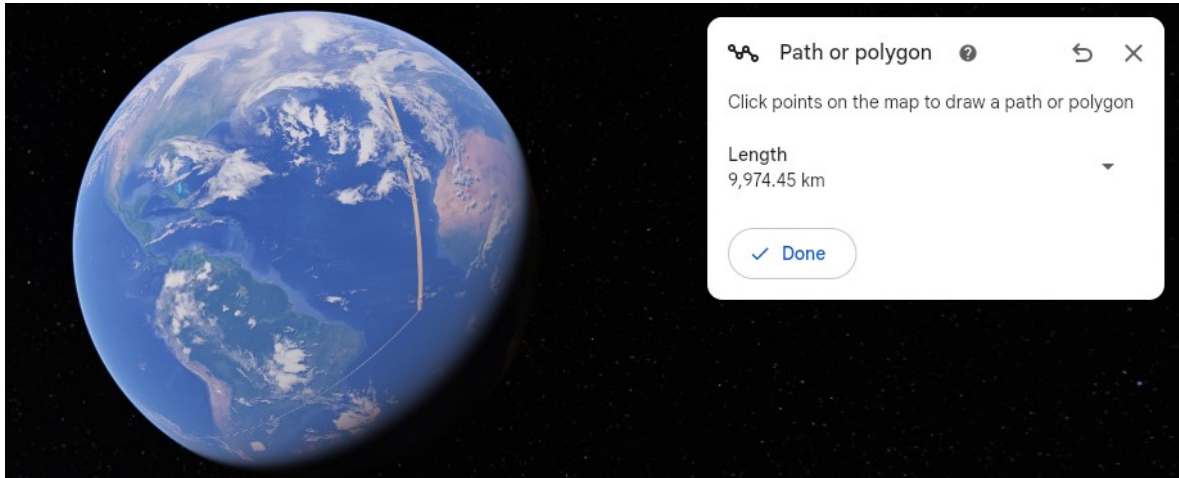 Path or polygon
Click points on the map to draw a path or polygon
Length
9,974.45 km
Done